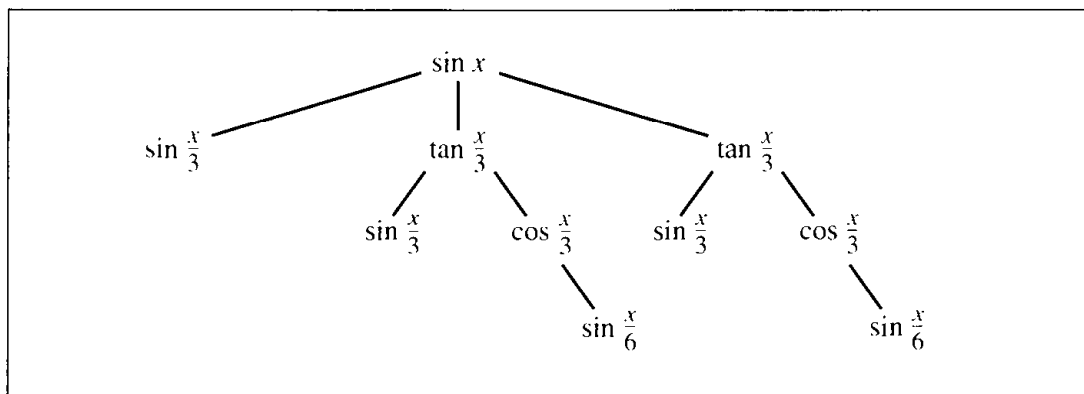 sin x
sin x/3 tan x/3 tan x/3
sin x/3 cos x/3 sin x/3 cos x/3
sin x/6 sin x/6